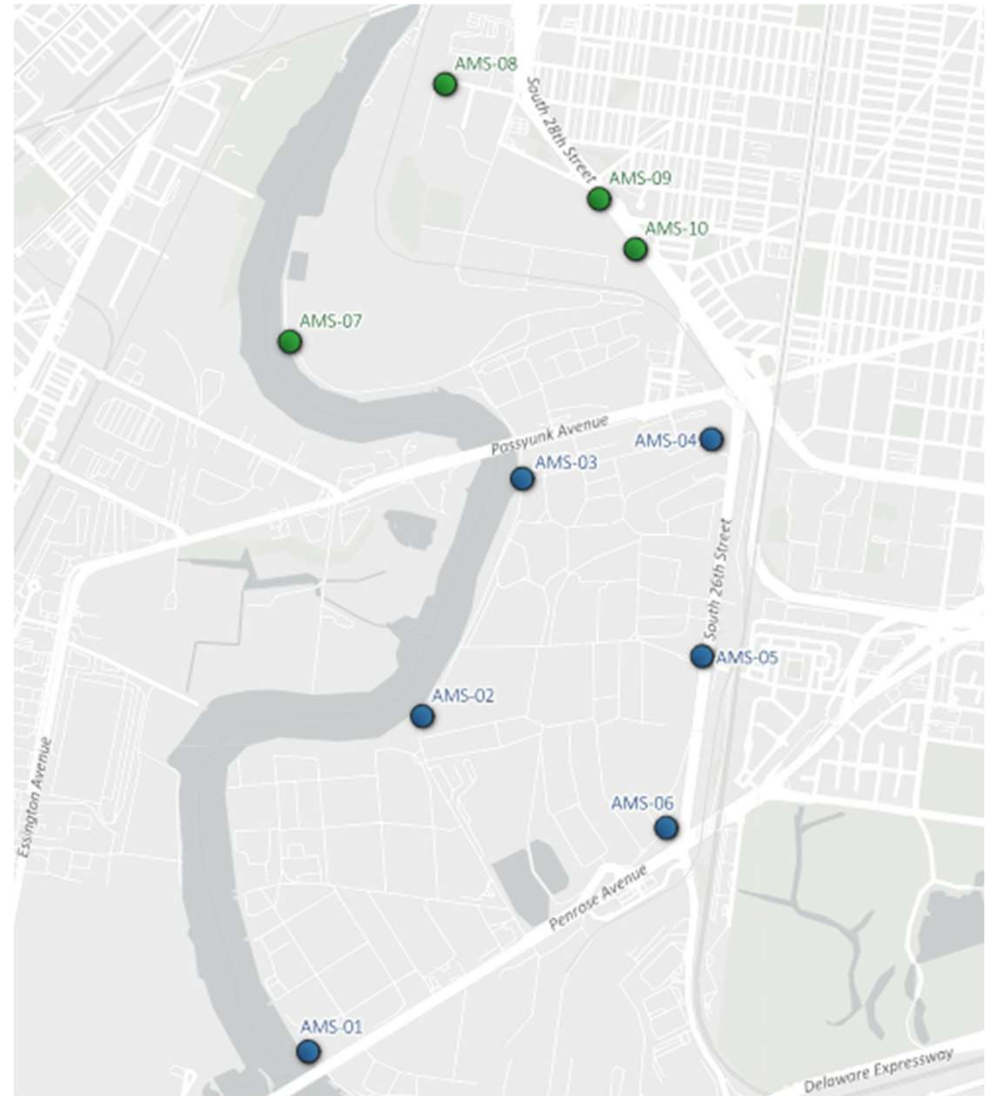 AMS-08
South 28th Street
AMS-09
AMS-10
AMS-07
Passyunk Avenue
AMS-04
AMS-03
South 26th Street
AMS-05
AMS-02
Essington Avenue
AMS-06
Penrose Avenue
AMS-01
Delaware Expressway